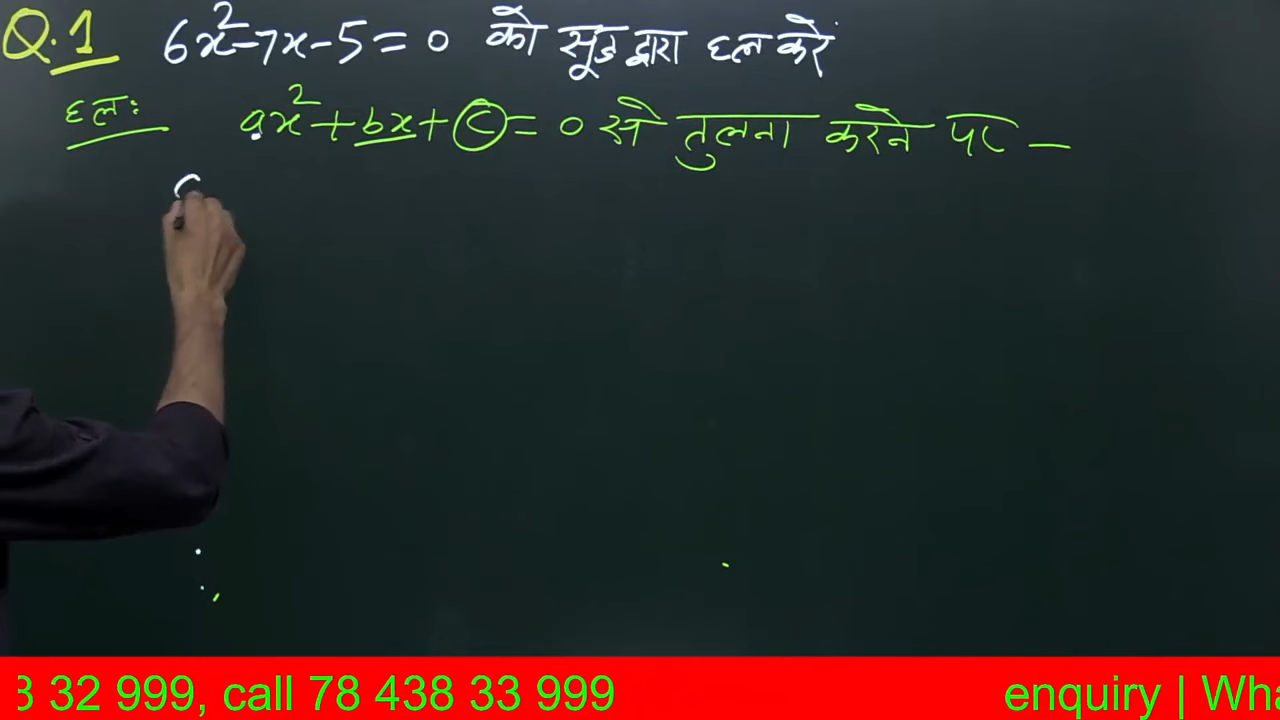 Q.1 6x²-7x-5=0 को सूत्र द्वारा हल करें
हलः ax²+bx+c=0 से तुलना करने पर —
3 32 999, call 78 438 33 999 enquiry | Wha